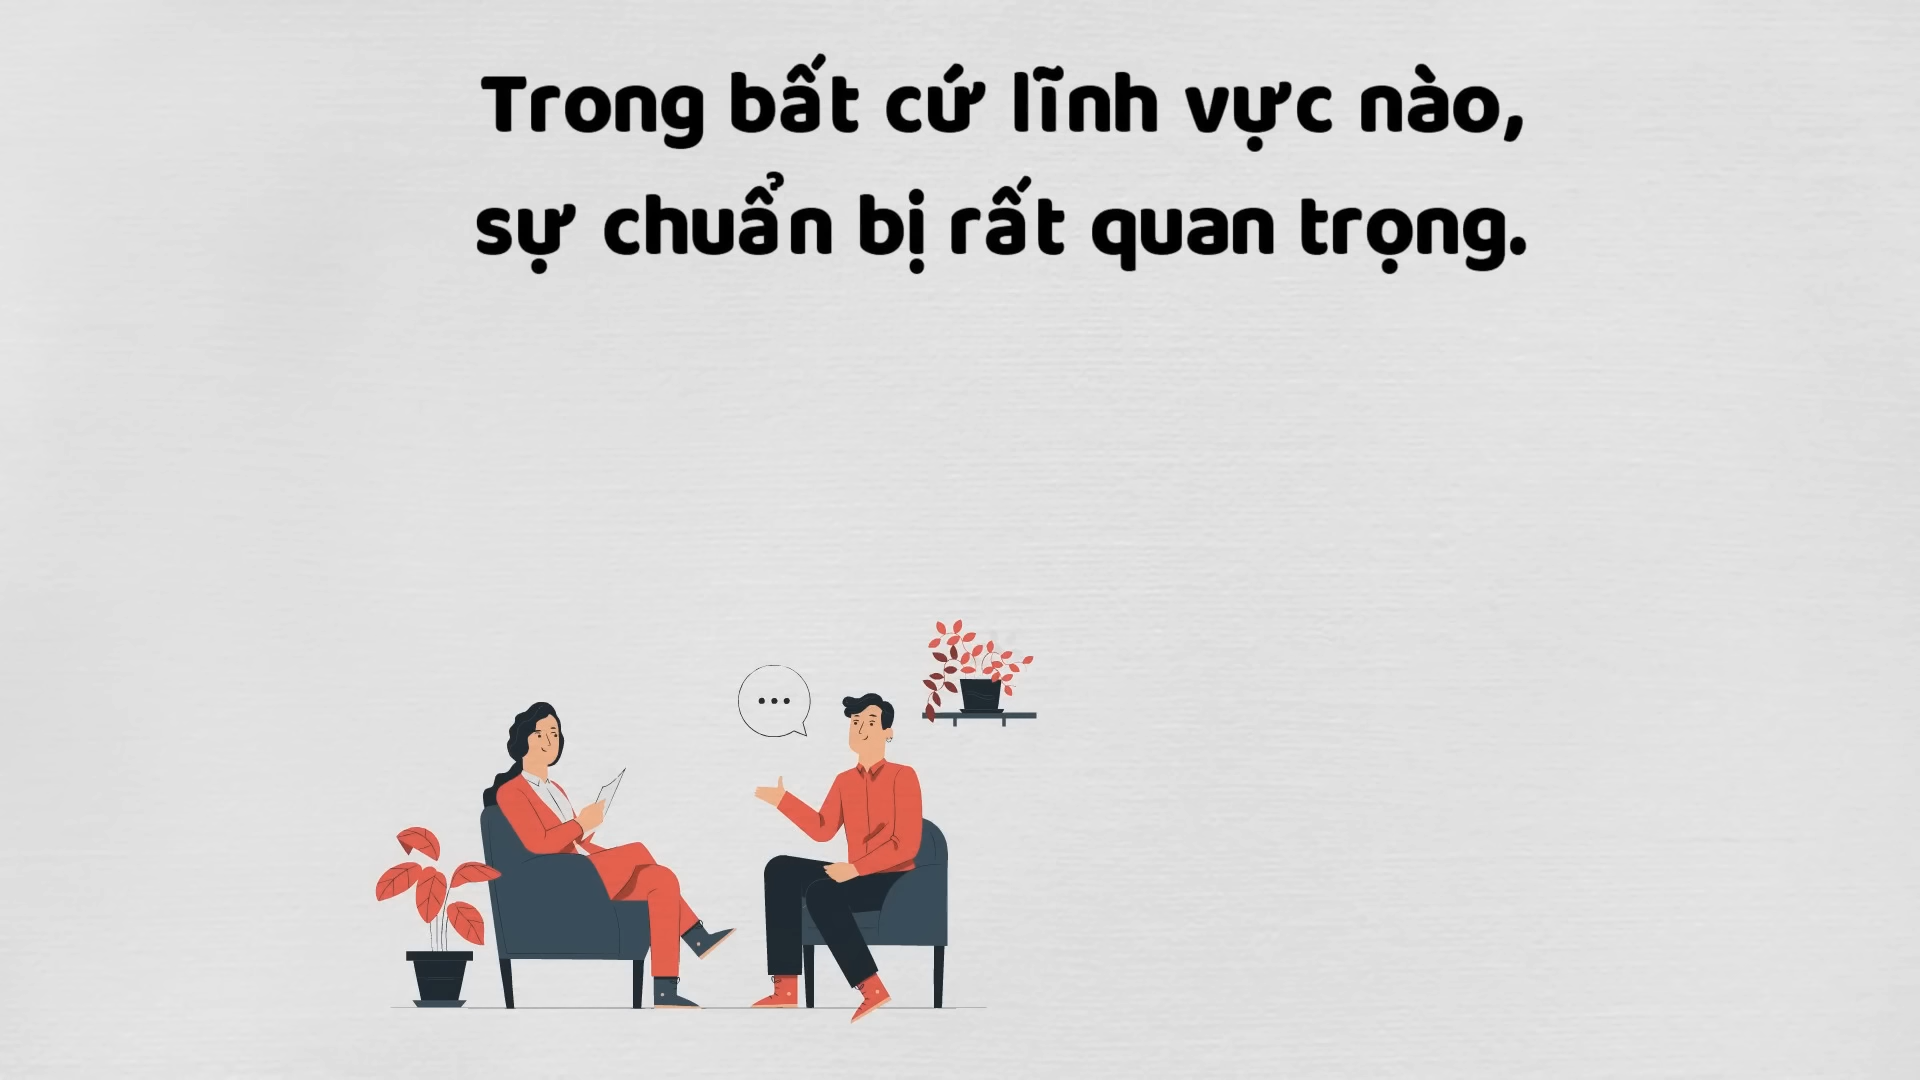 Trong bất cứ lĩnh vực nào,
sự chuẩn bị rất quan trọng.